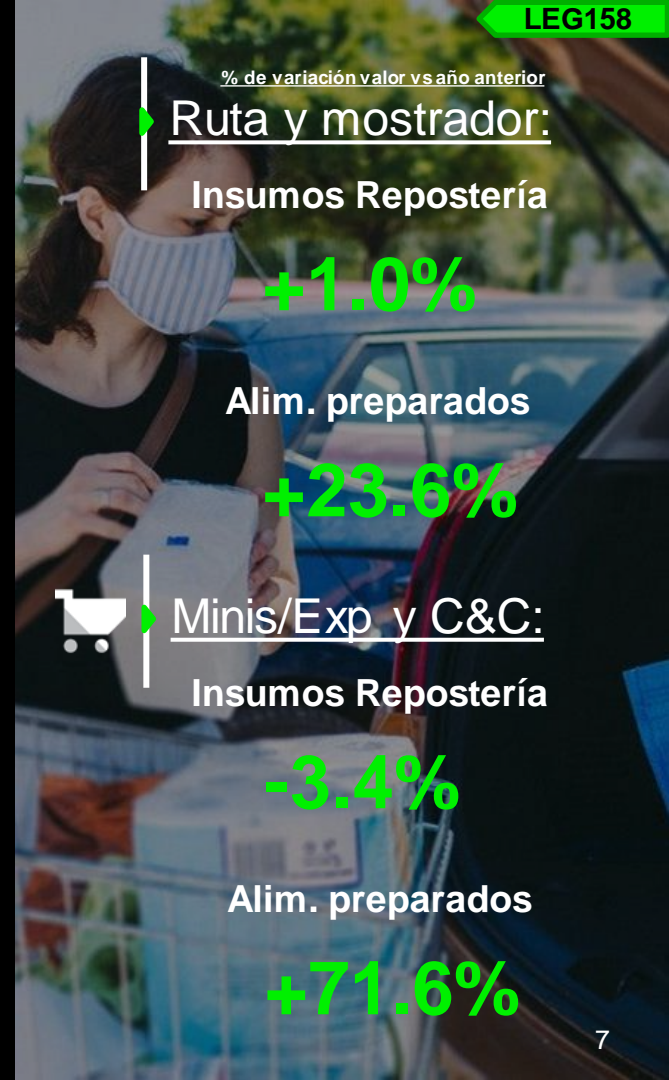 LEG158
% de variación valor vs año anterior
Ruta y mostrador:
Insumos Repostería
+1.0%
Alim. preparados
+23.6%
Minis/Exp y C&C:
Insumos Repostería
-3.4%
Alim. preparados
+71.6%
7